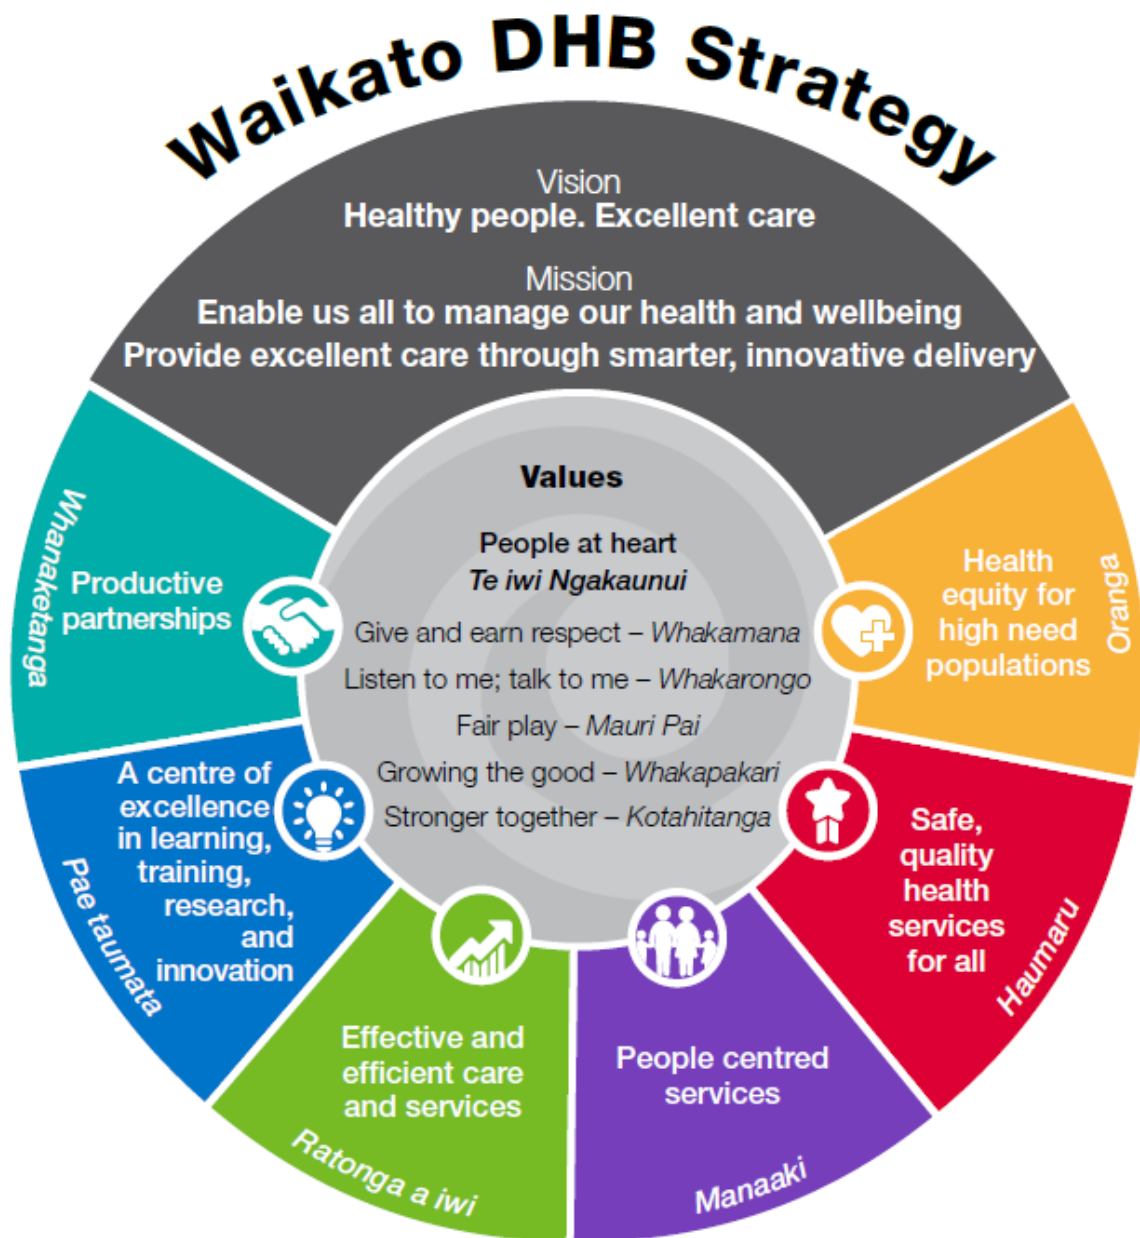 Waikato DHB Strategy
Vision
Healthy people. Excellent care
Mission
Enable us all to manage our health and wellbeing
Provide excellent care through smarter, innovative delivery
Values
People at heart
Te iwi Ngakaunui
Give and earn respect – Whakamana
Listen to me; talk to me – Whakarongo
Fair play – Mauri Pai
Growing the good – Whakapakari
Stronger together – Kotahitanga
Health
equity for
high need
populations
Oranga
Safe,
quality
health
services
for all
Haumaru
People centred
services
Manaaki
Effective and
efficient care
and services
Ratonga a iwi
A centre of
excellence
in learning,
training,
research,
and
innovation
Pae taumata
Productive
partnerships
Whanaketanga